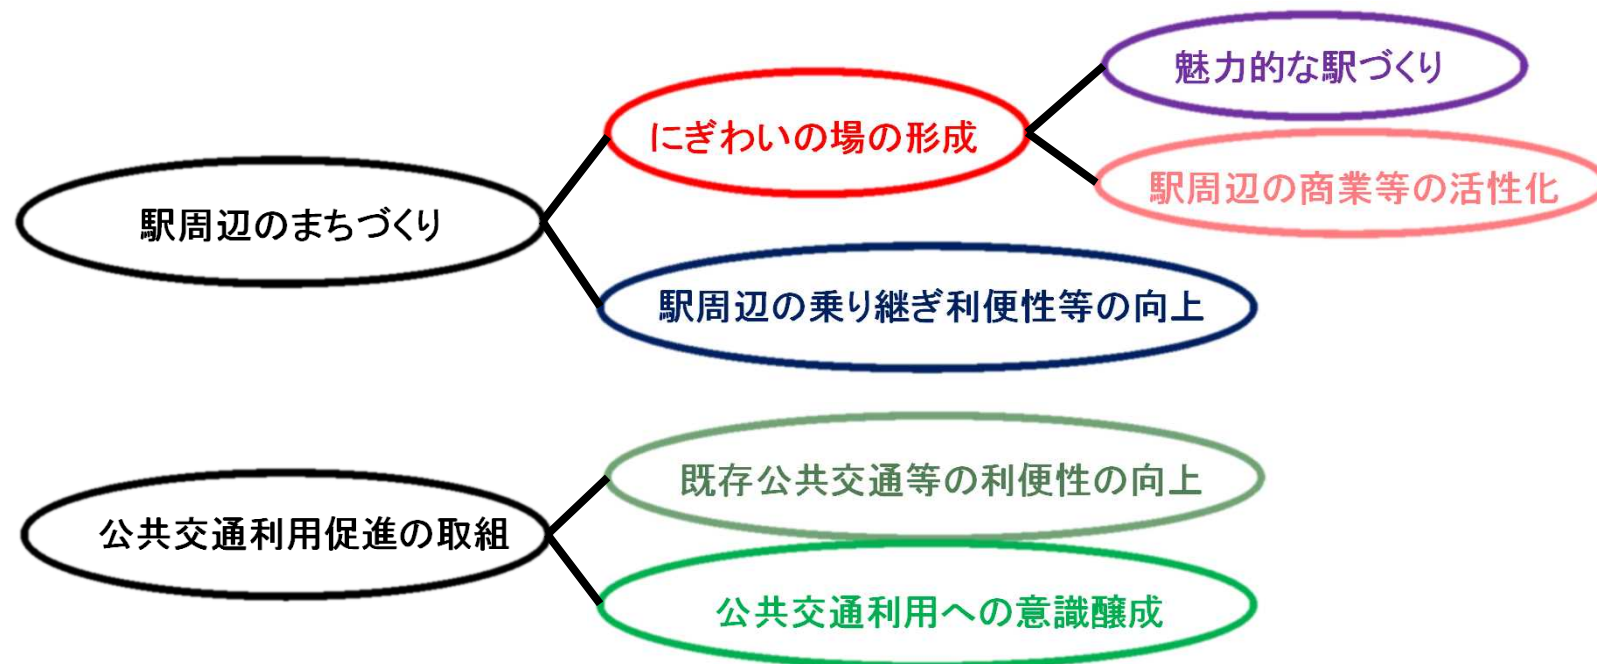 魅力的な駅づくり
にぎわいの場の形成
駅周辺の商業等の活性化
駅周辺のまちづくり
駅周辺の乗り継ぎ利便性等の向上
既存公共交通等の利便性の向上
公共交通利用促進の取組
公共交通利用への意識醸成